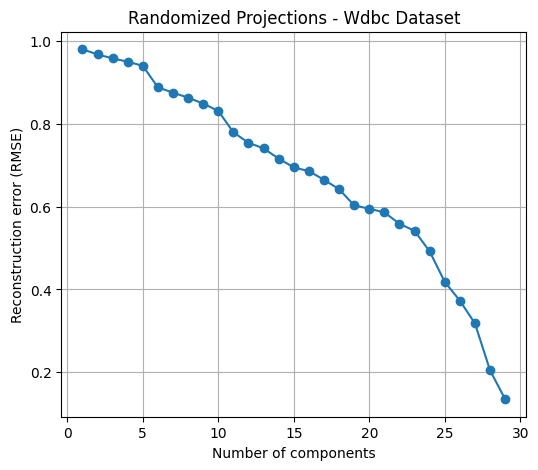 Randomized Projections - Wdbc Dataset
Reconstruction error (RMSE)
1.0
0.8
0.6
0.4
0.2
0 5 10 15 20 25 30
Number of components